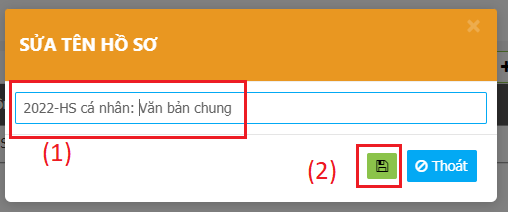 SỬA TÊN HỒ SƠ
2022-HS cá nhân: Văn bản chung
(1)
(2)
Thoát